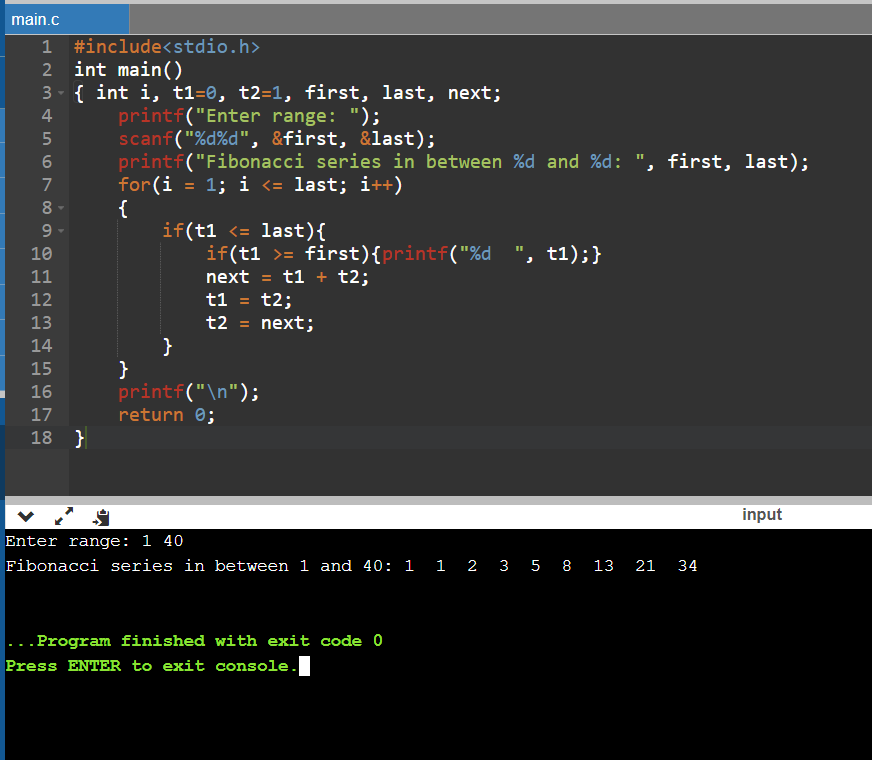 main.c
1 #include<stdio.h>
2 int main()
3 { int i, t1=0, t2=1, first, last, next;
4     printf("Enter range: ");
5     scanf("%d%d", &first, &last);
6     printf("Fibonacci series in between %d and %d: ", first, last);
7     for(i = 1; i <= last; i++)
8     {
9         if(t1 <= last){
10             if(t1 >= first){printf("%d  ", t1);}
11             next = t1 + t2;
12             t1 = t2;
13             t2 = next;
14         }
15     }
16     printf("\n");
17     return 0;
18 }
input
Enter range: 1 40
Fibonacci series in between 1 and 40: 1  1  2  3  5  8  13  21  34
...Program finished with exit code 0
Press ENTER to exit console.